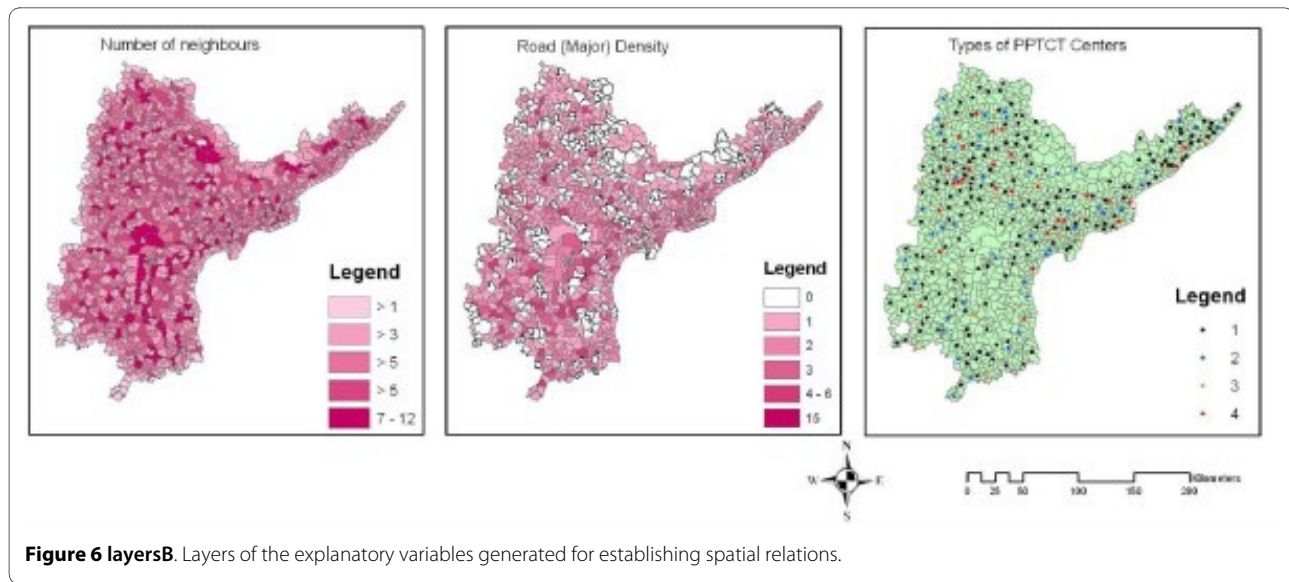 Number of neighbours
Legend
> 1
> 3
> 5
> 6
7 - 12
Road (Major) Density
Legend
0
1
2
3
4 - 6
15
Types of PPTCT Centers
Legend
1
2
3
4
N
W E
S
0 25 50 100 150 200 Kilometers
Figure 6 layersB. Layers of the explanatory variables generated for establishing spatial relations.